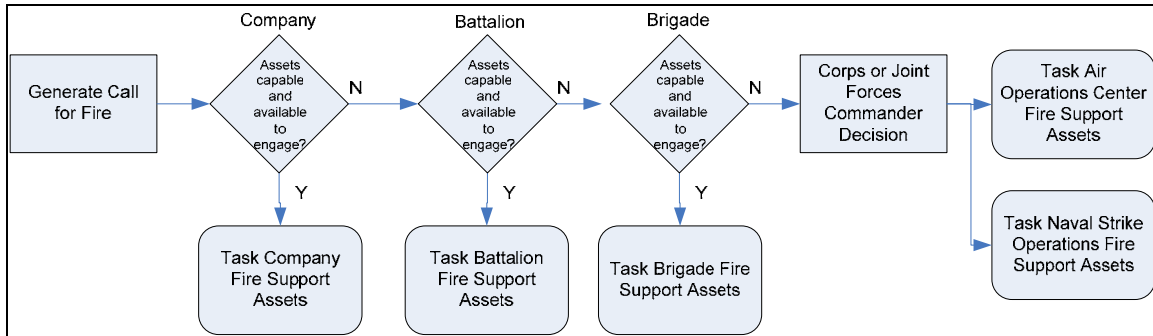 Company
Battalion
Brigade
Generate Call
for Fire
Assets
capable
and
available
to
engage?
N
Assets
capable
and
available
to
engage?
N
Assets
capable
and
available
to
engage?
N
Corps or Joint
Forces
Commander
Decision
Task Air
Operations Center
Fire Support
Assets
Y
Y
Y
Task Company
Fire Support
Assets
Task Battalion
Fire Support
Assets
Task Brigade Fire
Support Assets
Task Naval Strike
Operations Fire
Support Assets